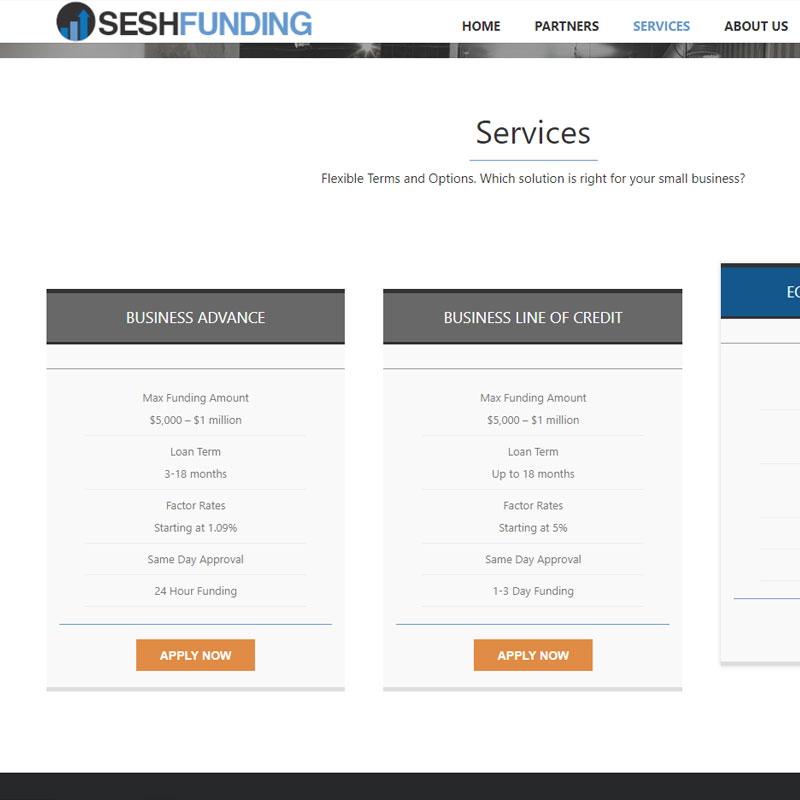 SESHFUNDING
HOME PARTNERS SERVICES ABOUT US
Services
Flexible Terms and Options. Which solution is right for your small business?
BUSINESS ADVANCE
Max Funding Amount
$5,000 – $1 million
Loan Term
3-18 months
Factor Rates
Starting at 1.09%
Same Day Approval
24 Hour Funding
APPLY NOW
BUSINESS LINE OF CREDIT
Max Funding Amount
$5,000 – $1 million
Loan Term
Up to 18 months
Factor Rates
Starting at 5%
Same Day Approval
1-3 Day Funding
APPLY NOW